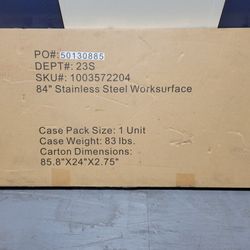 PO#: 50130885
DEPT#: 23S
SKU#: 1003572204
84" Stainless Steel Worksurface
Case Pack Size: 1 Unit
Case Weight: 83 lbs.
Carton Dimensions:
85.8"X24"X2.75"